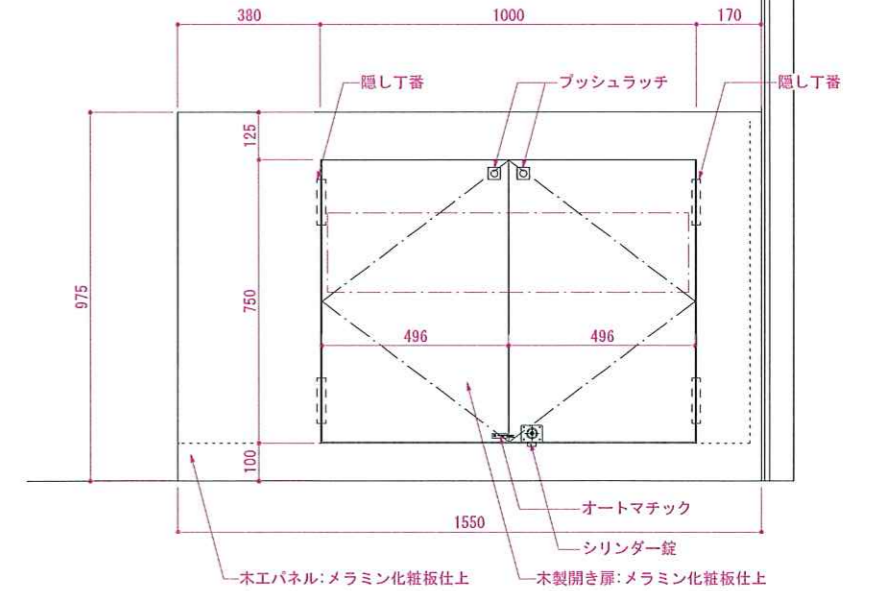 380
1000
170
隠し丁番
プッシュラッチ
隠し丁番
125
975
750
496
496
100
オートマチック
1550
シリンダー錠
木工パネル:メラミン化粧板仕上
木製開き扉:メラミン化粧板仕上